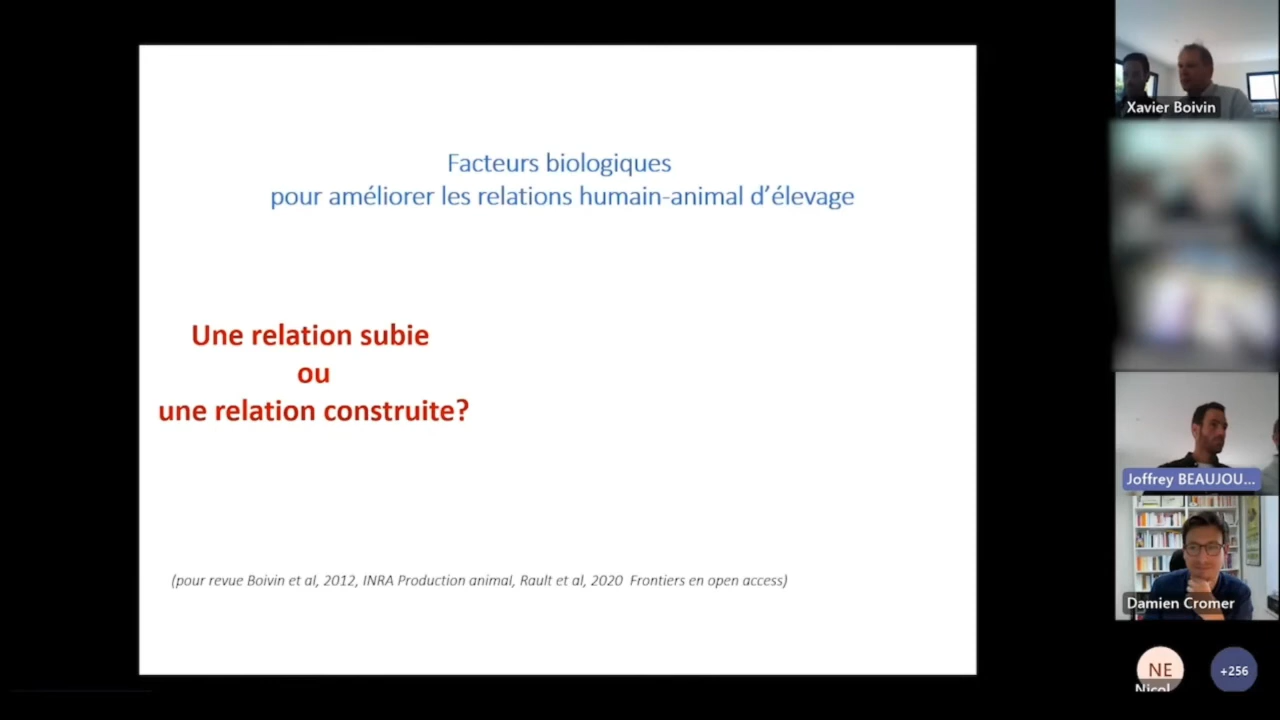 Facteurs biologiques
pour améliorer les relations humain-animal d'élevage
Une relation subie
ou
une relation construite?
(pour revue Boivin et al, 2012, INRA Production animal, Rault et al, 2020 Frontiers en open access)
Xavier Boivin
Joffrey BEAUJOU...
Damien Cromer
NE
Nicol
+256